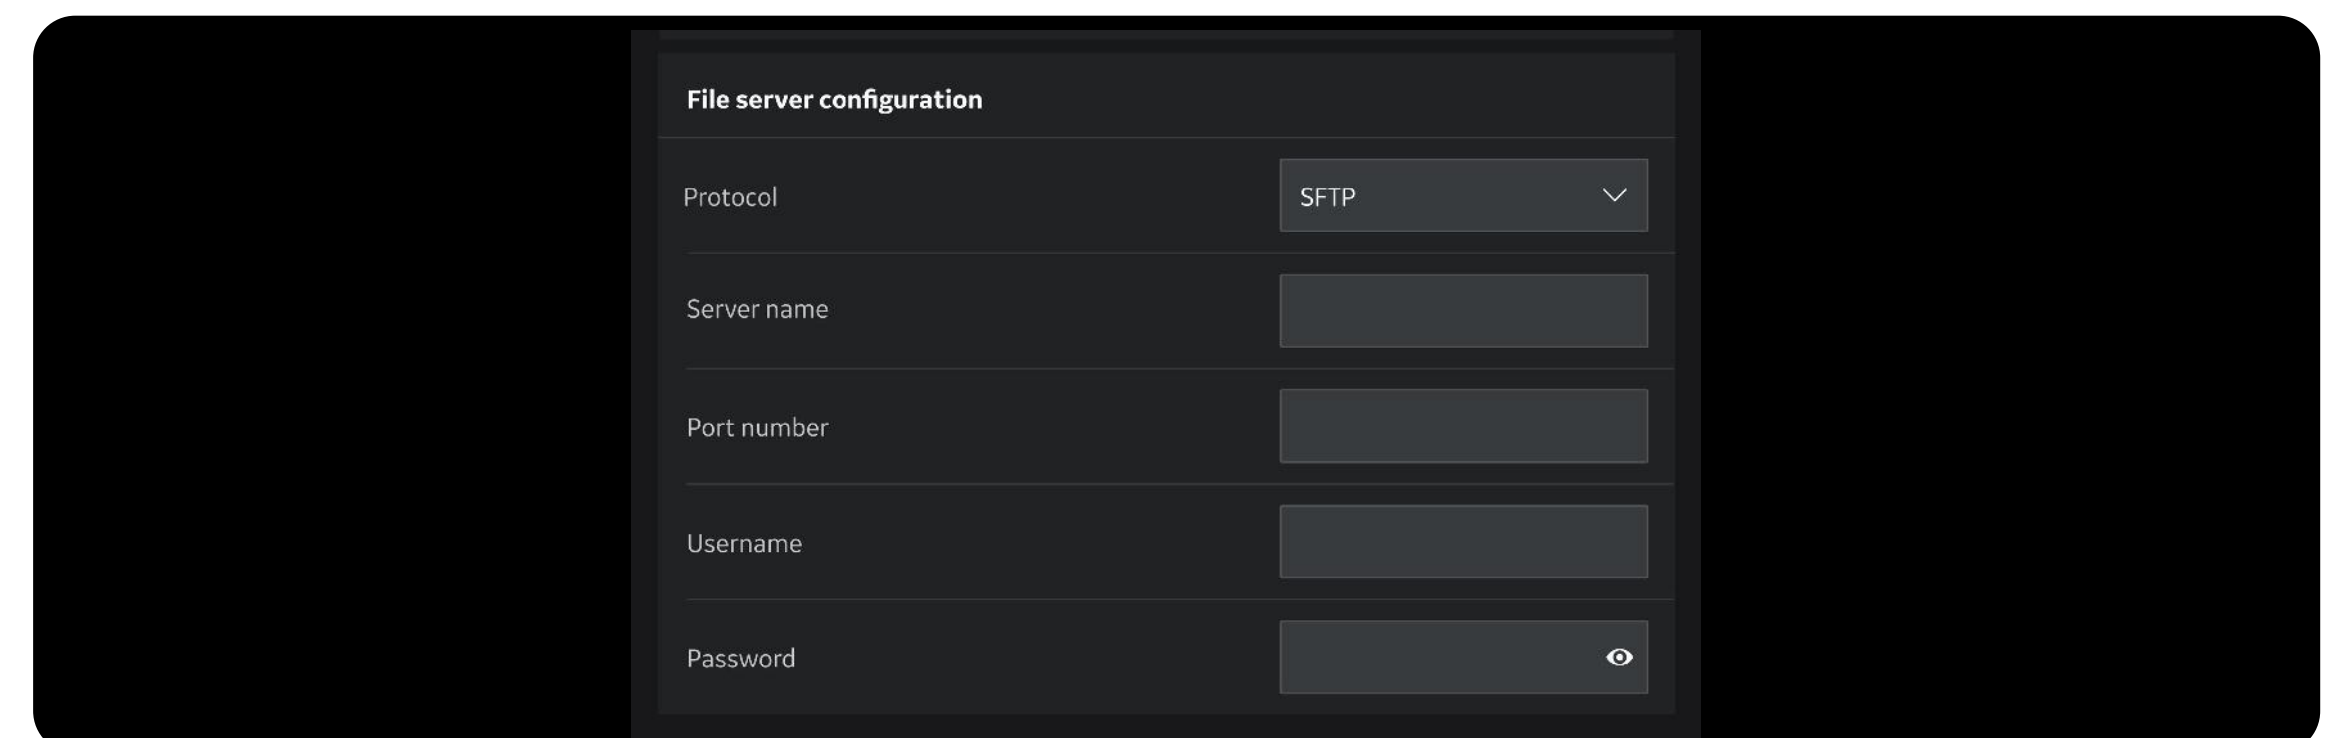 File server configuration
Protocol
SFTP
Server name
Port number
Username
Password